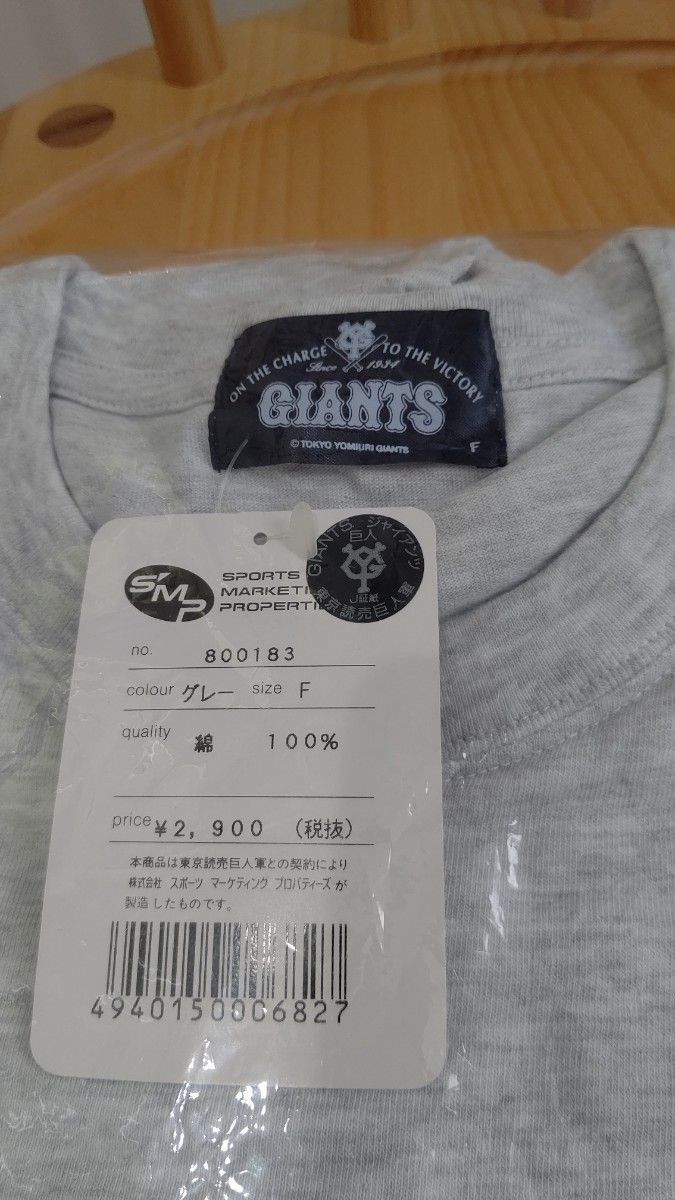 ON THE CHARGE TO THE VICTORY
Since 1934
GIANTS
© TOKYO YOMIURI GIANTS
F
S'MP
SPORTS
MARKETI
PROPERTI
GIANTS ジャイアンツ
巨人
J証紙
東京読売巨人軍
no. 800183
colour グレー size F
quality 綿 100%
price ¥2,900 (税抜)
本商品は東京読売巨人軍との契約により
株式会社 スポーツ マーケティング プロパティーズ が
製造したものです。
4940150006827